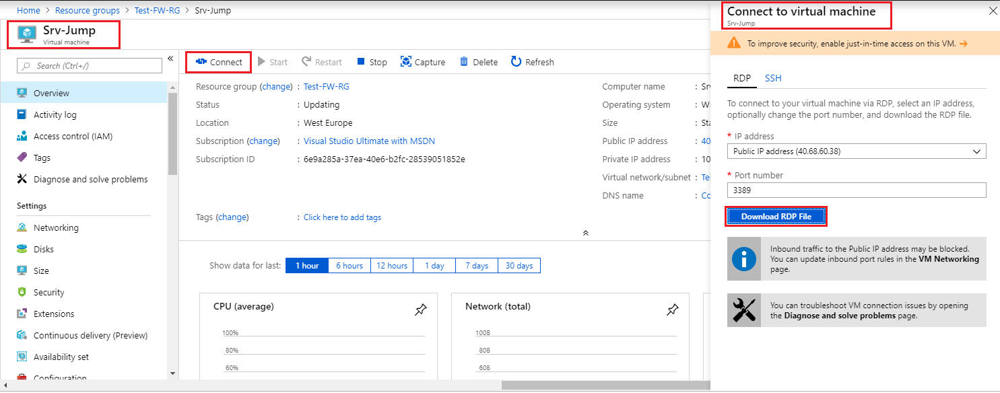 Home > Resource groups > Test-FW-RG > Srv-Jump
Srv-Jump
Virtual machine
Search (Ctrl+/)
«
Overview
Activity log
Access control (IAM)
Tags
Diagnose and solve problems
Settings
Networking
Disks
Size
Security
Extensions
Continuous delivery (Preview)
Availability set
Configuration
Connect Start Restart Stop Capture Delete Refresh
Resource group (change) : Test-FW-RG
Status : Updating
Location : West Europe
Subscription (change) : Visual Studio Ultimate with MSDN
Subscription ID : 6e9a285a-37ea-40e6-b2fc-28539051852e
Tags (change) : Click here to add tags
Computer name :
Operating system :
Size :
Public IP address : 40
Private IP address : 10
Virtual network/subnet :
DNS name :
Show data for last: 1 hour 6 hours 12 hours 1 day 7 days 30 days
CPU (average)
100%
80%
60%
Network (total)
100B
80B
60B
Connect to virtual machine
Srv-Jump
To improve security, enable just-in-time access on this VM. →
RDP SSH
To connect to your virtual machine via RDP, select an IP address,
optionally change the port number, and download the RDP file.
* IP address
Public IP address (40.68.60.38)
* Port number
3389
Download RDP File
Inbound traffic to the Public IP address may be blocked.
You can update inbound port rules in the VM Networking
page.
You can troubleshoot VM connection issues by opening
the Diagnose and solve problems page.